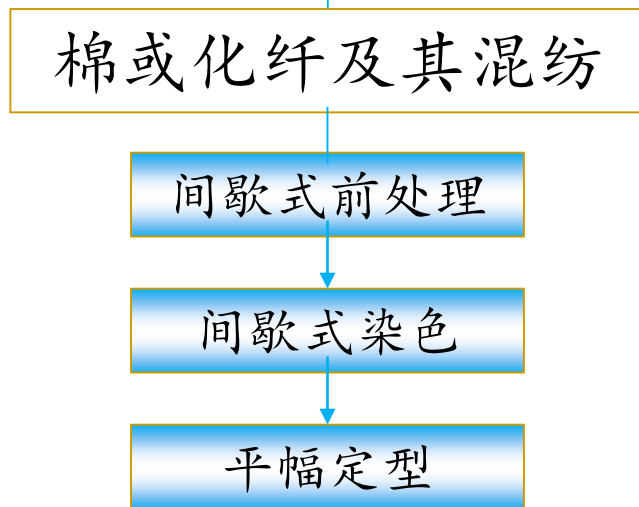 棉或化纤及其混纺
间歇式前处理
间歇式染色
平幅定型